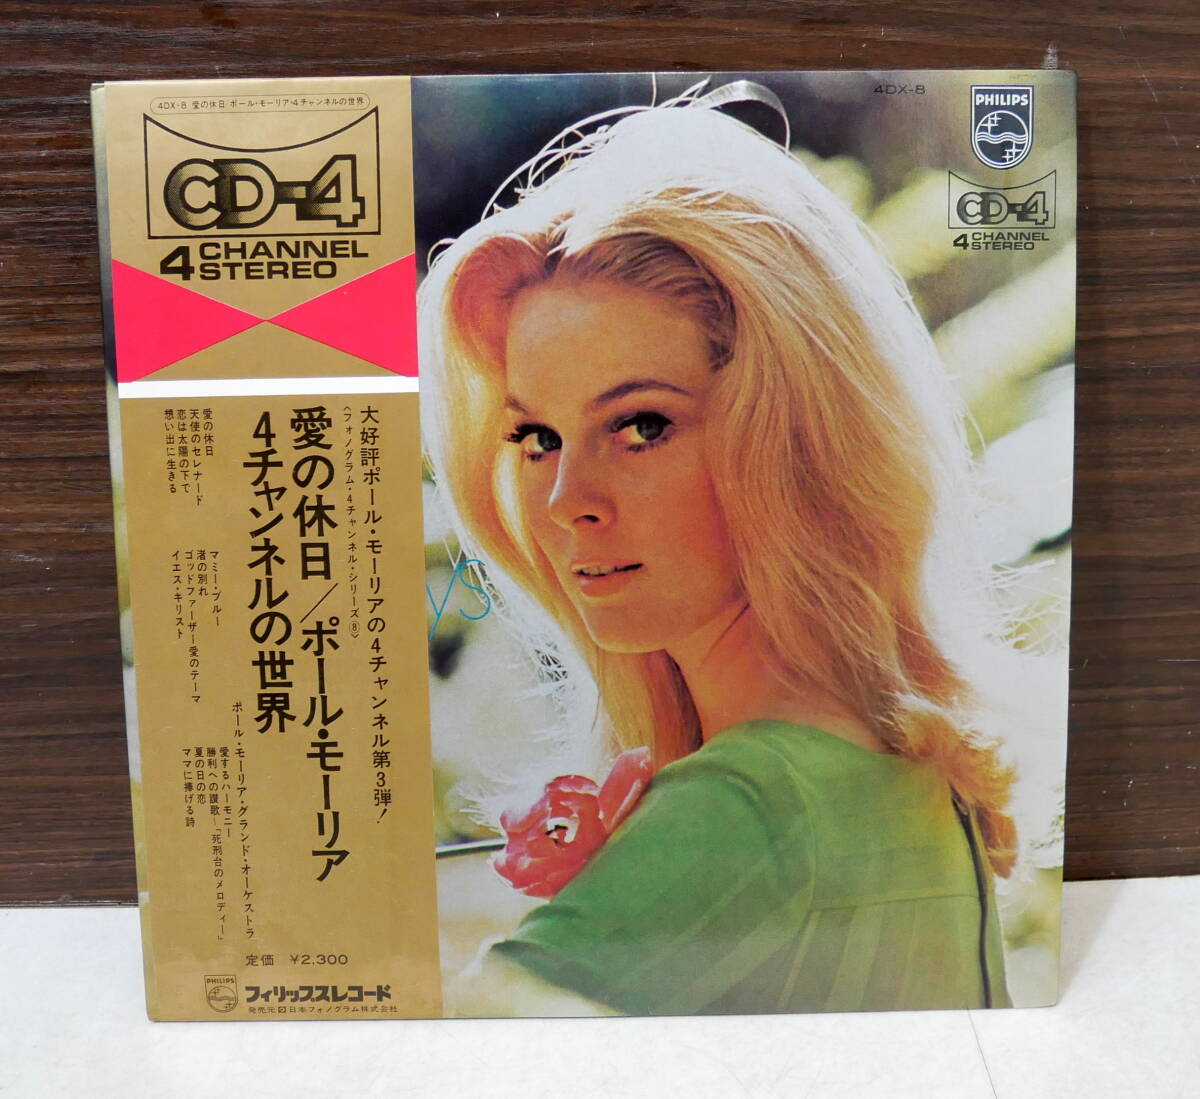 4DX-8 愛の休日 ポール・モーリア・4チャンネルの世界
CD-4
4 CHANNEL
STEREO
大好評ポール・モーリアの4チャンネル第3弾!
〈フォノグラム・4チャンネル・シリーズ⑧〉
愛の休日/ポール・モーリア
4チャンネルの世界
ポール・モーリア・グランド・オーケストラ
愛の休日
天使のセレナード
恋は太陽の下で
想い出に生きる
マミー・ブルー
渚の別れ
ゴッドファーザー愛のテーマ
イエス・キリスト
愛するハーモニー
勝利への讃歌—「死刑台のメロディー」
夏の日の恋
ママに捧げる詩
定価 ¥2,300
PHILIPS
フィリップスレコード
発売元 日本フォノグラム株式会社
4DX-8
PHILIPS
CD-4
4 CHANNEL
STEREO
YS